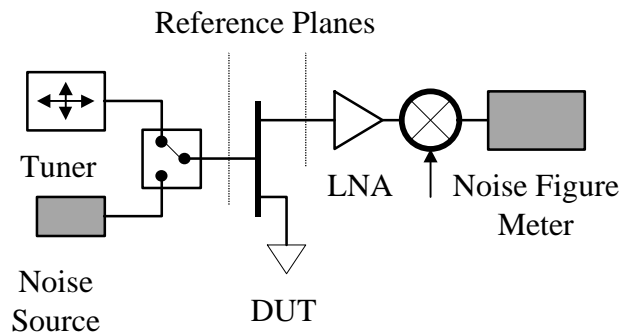 Reference Planes
Tuner
LNA
Noise Figure
Meter
Noise
Source
DUT